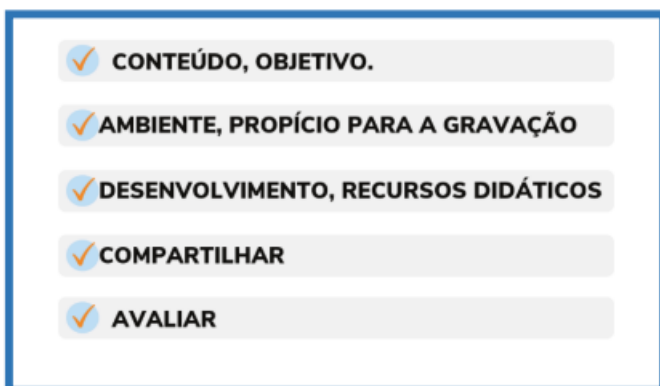 CONTEÚDO, OBJETIVO.
AMBIENTE, PROPÍCIO PARA A GRAVAÇÃO
DESENVOLVIMENTO, RECURSOS DIDÁTICOS
COMPARTILHAR
AVALIAR